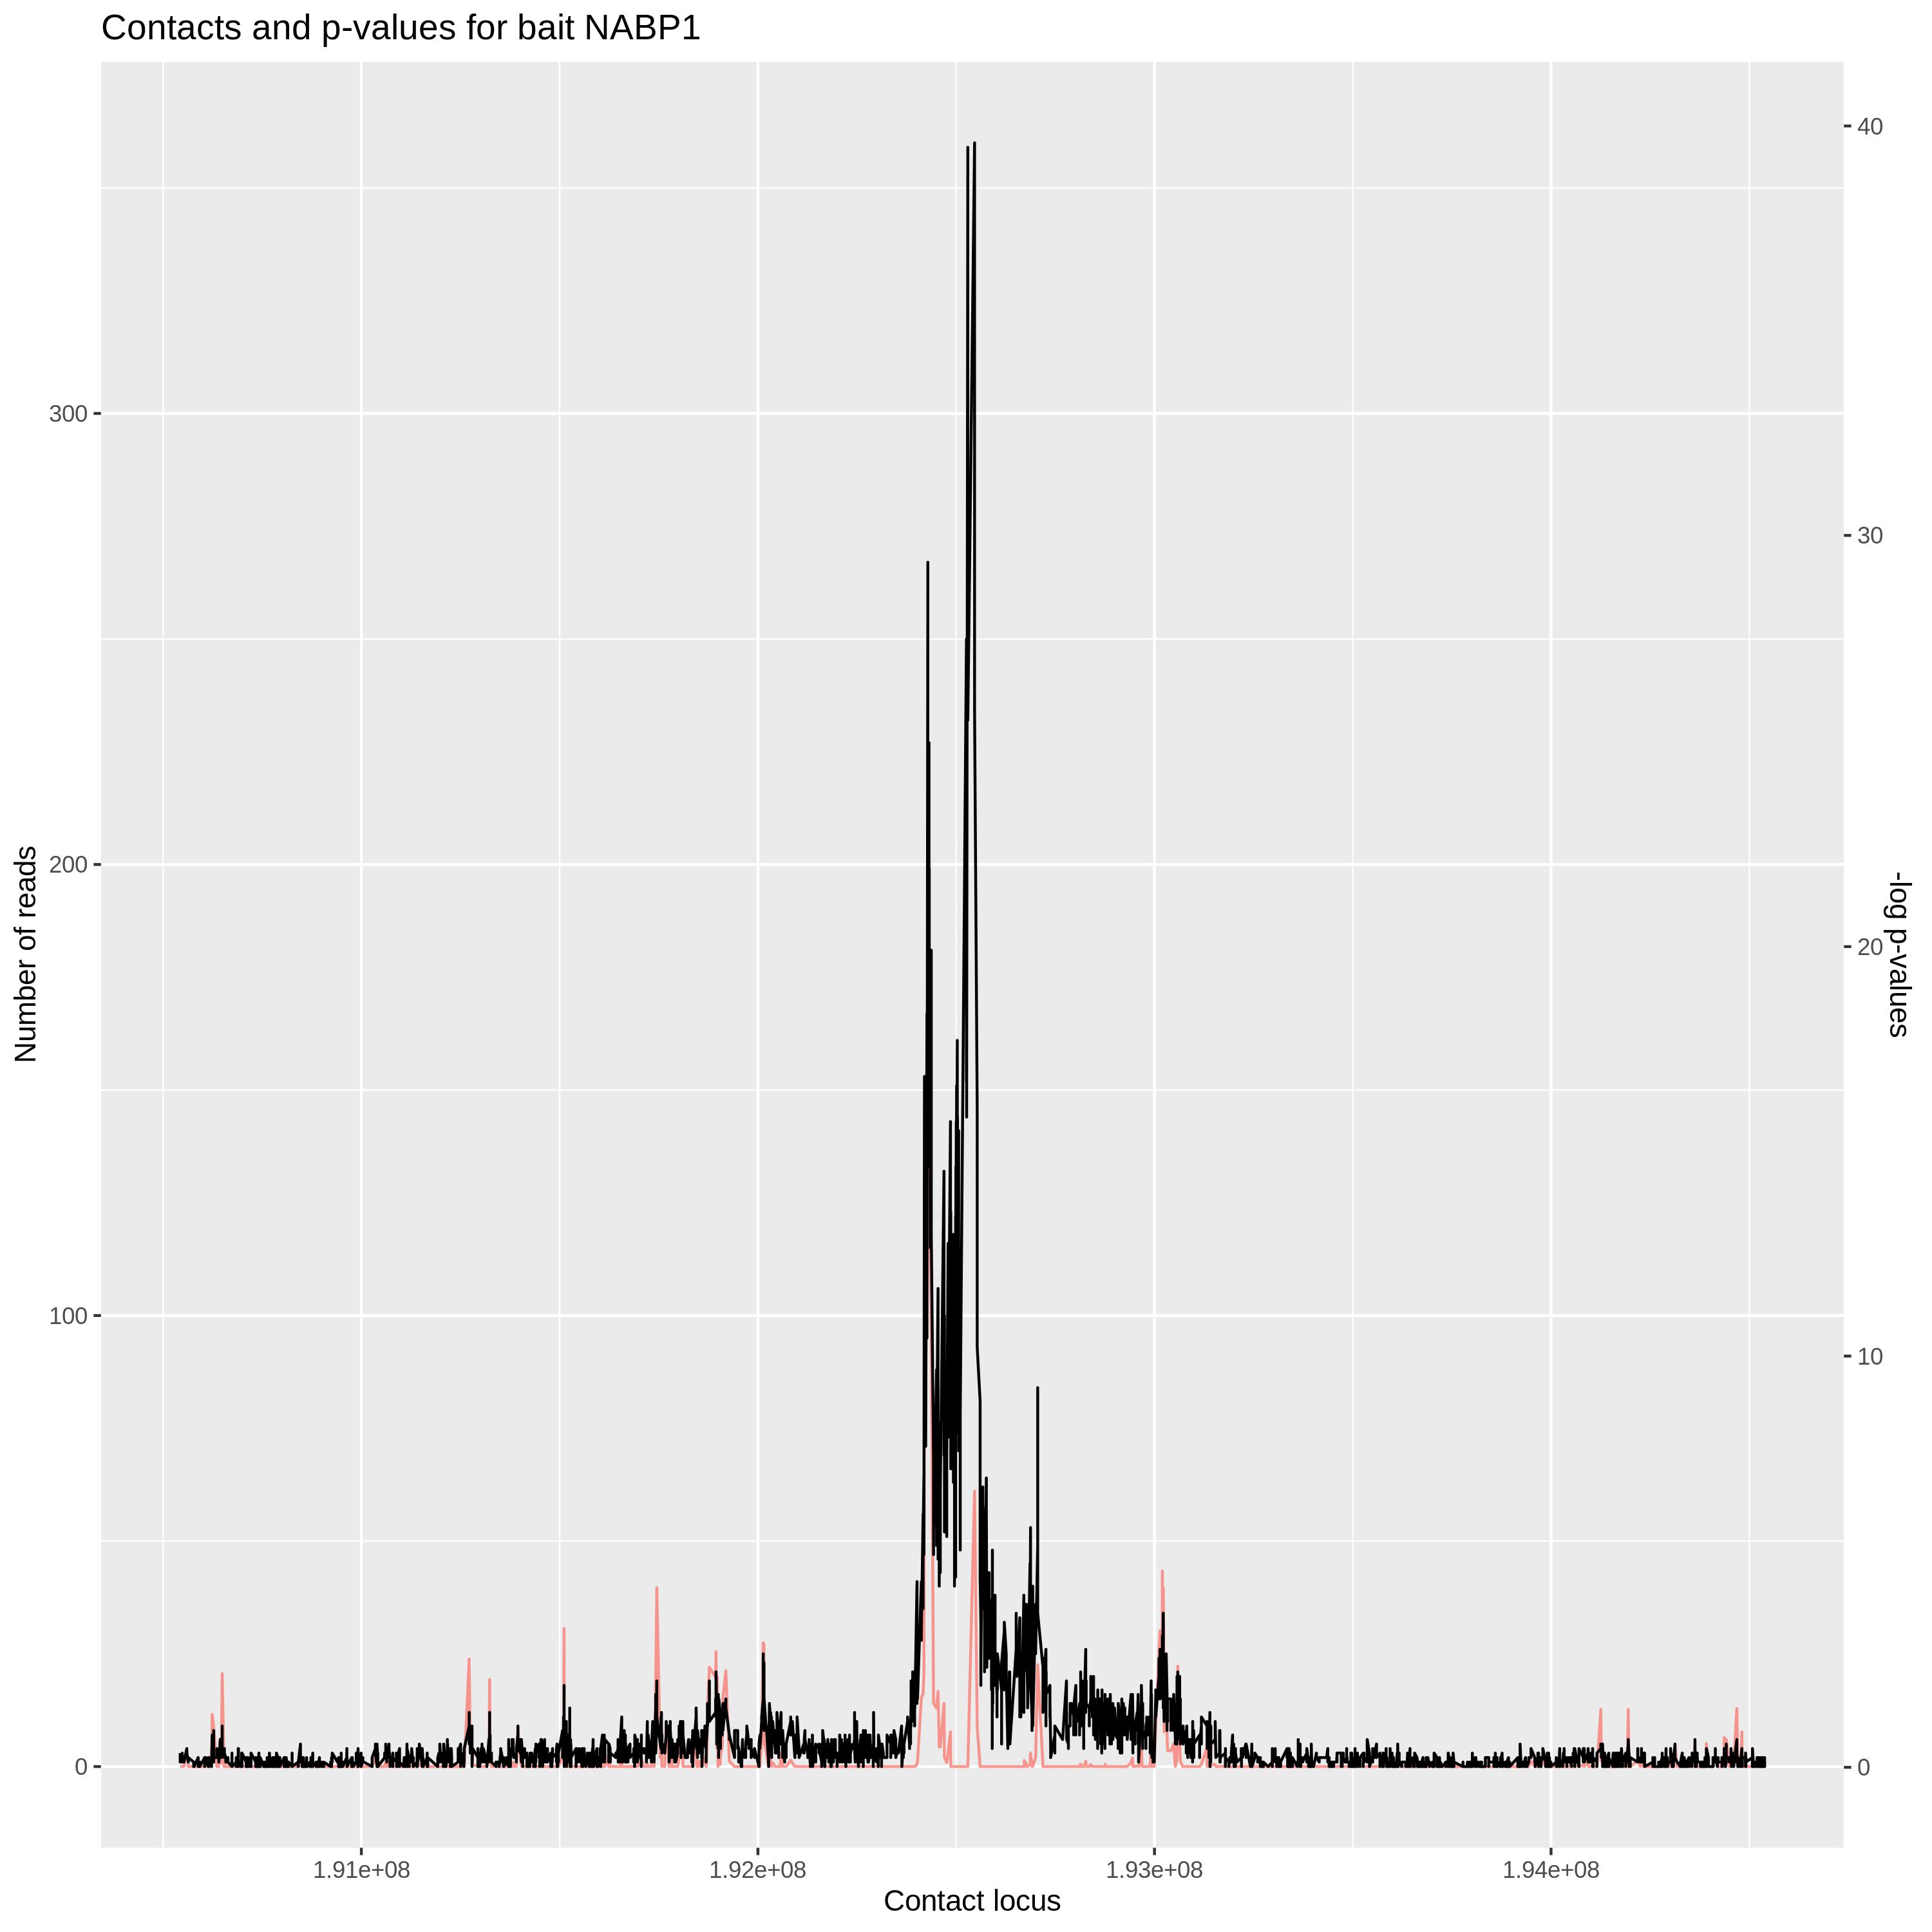 Contacts and p-values for bait NABP1
Number of reads
300
200
100
0
40
30
20
10
0
-log p-values
1.91e+08
1.92e+08
1.93e+08
1.94e+08
Contact locus